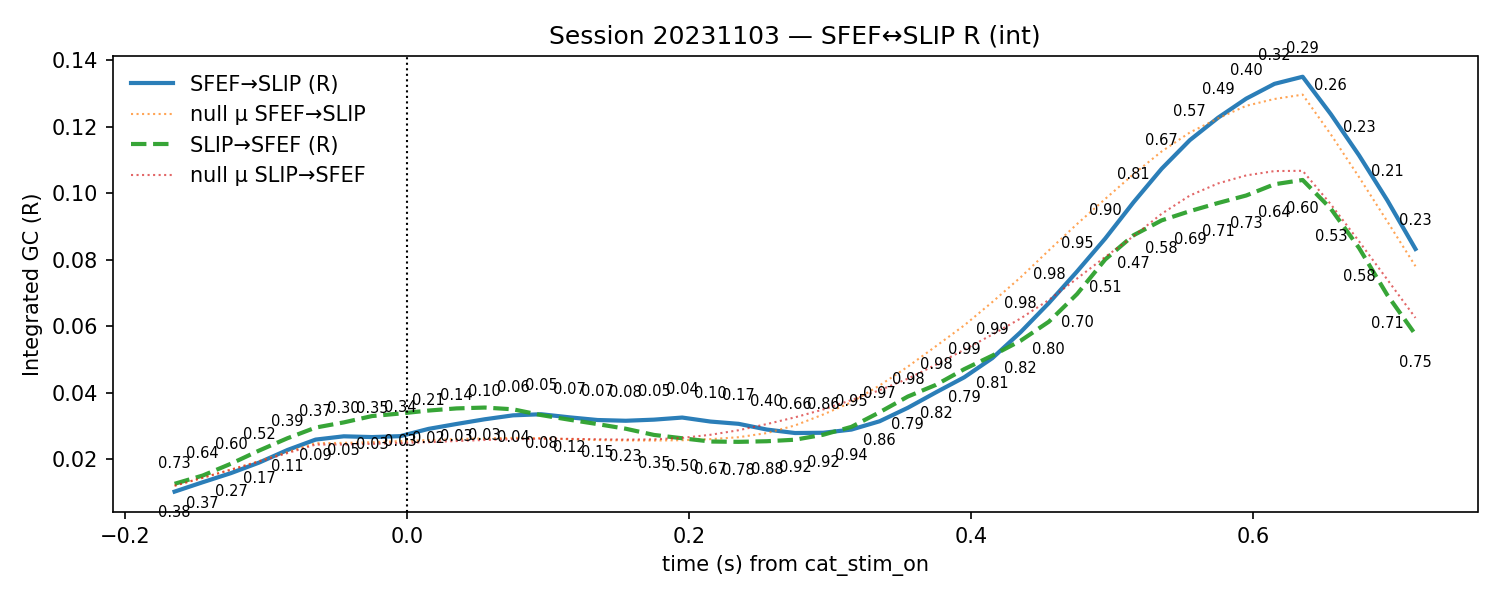 Session 20231103 — SFEF↔SLIP R (int)
Integrated GC (R)
0.14
0.12
0.10
0.08
0.06
0.04
0.02
SFEF→SLIP (R)
null μ SFEF→SLIP
SLIP→SFEF (R)
null μ SLIP→SFEF
0.73 0.64 0.60 0.52 0.39 0.37 0.30 0.35 0.34 0.21 0.14 0.10 0.06 0.05 0.07 0.07 0.08 0.05 0.04 0.10 0.17 0.40 0.66 0.86 0.95 0.97 0.98 0.98 0.99 0.99 0.98 0.98 0.95 0.90 0.81 0.67 0.57 0.49 0.40 0.32 0.29 0.26 0.23 0.21 0.23
0.38 0.37 0.27 0.17 0.11 0.09 0.05 0.03 0.03 0.02 0.03 0.03 0.04 0.08 0.12 0.15 0.23 0.35 0.50 0.67 0.78 0.88 0.92 0.92 0.94 0.86 0.79 0.82 0.79 0.81 0.82 0.80 0.70 0.51 0.47 0.58 0.69 0.71 0.73 0.64 0.60 0.53 0.58 0.71 0.75
−0.2 0.0 0.2 0.4 0.6
time (s) from cat_stim_on